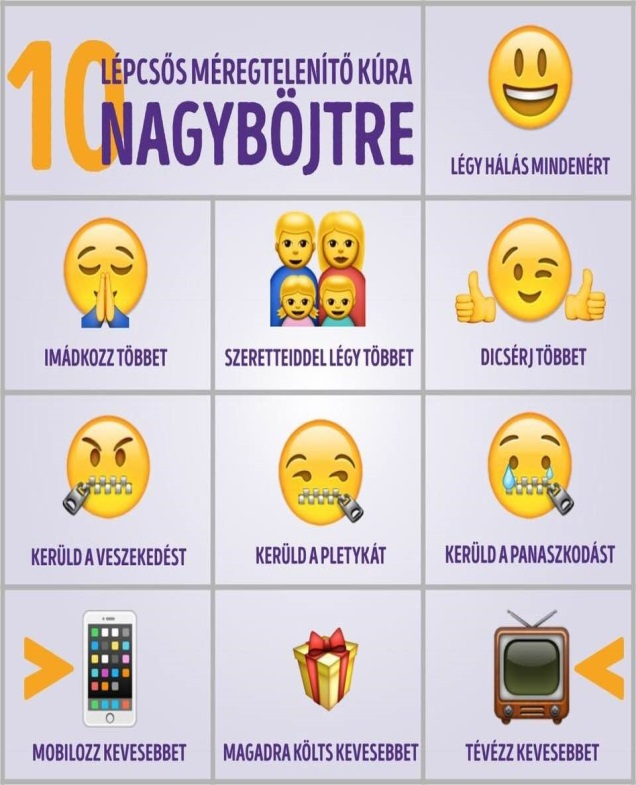 10 LÉPCSŐS MÉREGTELENÍTŐ KÚRA
NAGYBÖJTRE
LÉGY HÁLÁS MINDENÉRT
IMÁDKOZZ TÖBBET
SZERETTEIDDEL LÉGY TÖBBET
DICSÉRJ TÖBBET
KERÜLD A VESZEKEDÉST
KERÜLD A PLETYKÁT
KERÜLD A PANASZKODÁST
MOBILOZZ KEVESEBBET
MAGADRA KÖLTS KEVESEBBET
TÉVÉZZ KEVESEBBET